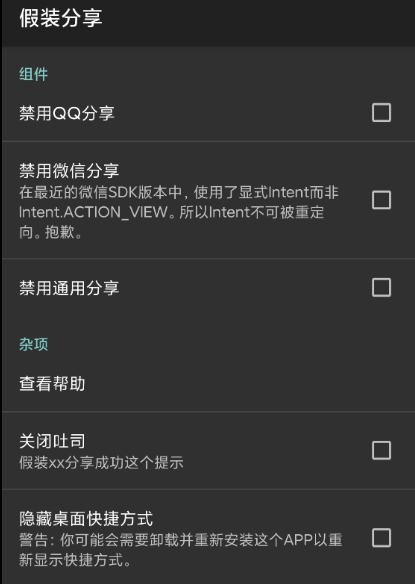 假装分享
组件
禁用QQ分享
禁用微信分享
在最近的微信SDK版本中, 使用了显式Intent而非
Intent.ACTION_VIEW。所以Intent不可被重定
向。抱歉。
禁用通用分享
杂项
查看帮助
关闭吐司
假装xx分享成功这个提示
隐藏桌面快捷方式
警告: 你可能会需要卸载并重新安装这个APP以重
新显示快捷方式。